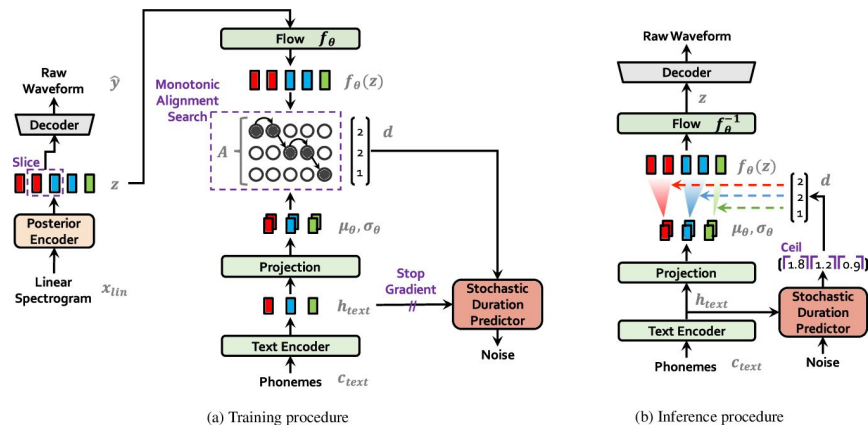 Raw
Waveform
ŷ
Decoder
Slice
z
Posterior
Encoder
Linear
Spectrogram
x_lin
Flow f_θ
f_θ(z)
Monotonic
Alignment
Search
A
2
2
1
d
μ_θ, σ_θ
Projection
Stop
Gradient
h_text
Stochastic
Duration
Predictor
Text Encoder
Noise
Phonemes
c_text
(a) Training procedure
Raw Waveform
Decoder
z
Flow f_θ^{-1}
f_θ(z)
2
2
1
d
μ_θ, σ_θ
Ceil
[1.8 1.2 0.9]
Projection
h_text
Stochastic
Duration
Predictor
Text Encoder
Phonemes
c_text
Noise
(b) Inference procedure